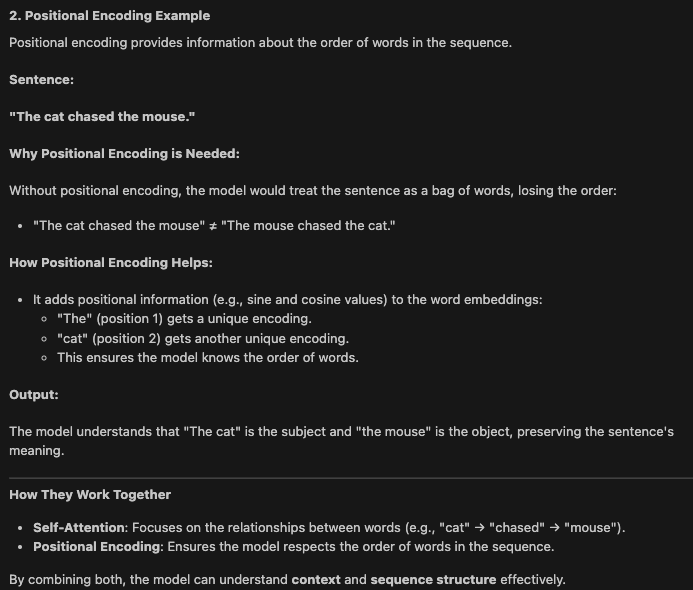 2. Positional Encoding Example
Positional encoding provides information about the order of words in the sequence.
Sentence:
"The cat chased the mouse."
Why Positional Encoding is Needed:
Without positional encoding, the model would treat the sentence as a bag of words, losing the order:
• "The cat chased the mouse" ≠ "The mouse chased the cat."
How Positional Encoding Helps:
• It adds positional information (e.g., sine and cosine values) to the word embeddings:
◦ "The" (position 1) gets a unique encoding.
◦ "cat" (position 2) gets another unique encoding.
◦ This ensures the model knows the order of words.
Output:
The model understands that "The cat" is the subject and "the mouse" is the object, preserving the sentence's
meaning.
How They Work Together
• Self-Attention: Focuses on the relationships between words (e.g., "cat" → "chased" → "mouse").
• Positional Encoding: Ensures the model respects the order of words in the sequence.
By combining both, the model can understand context and sequence structure effectively.